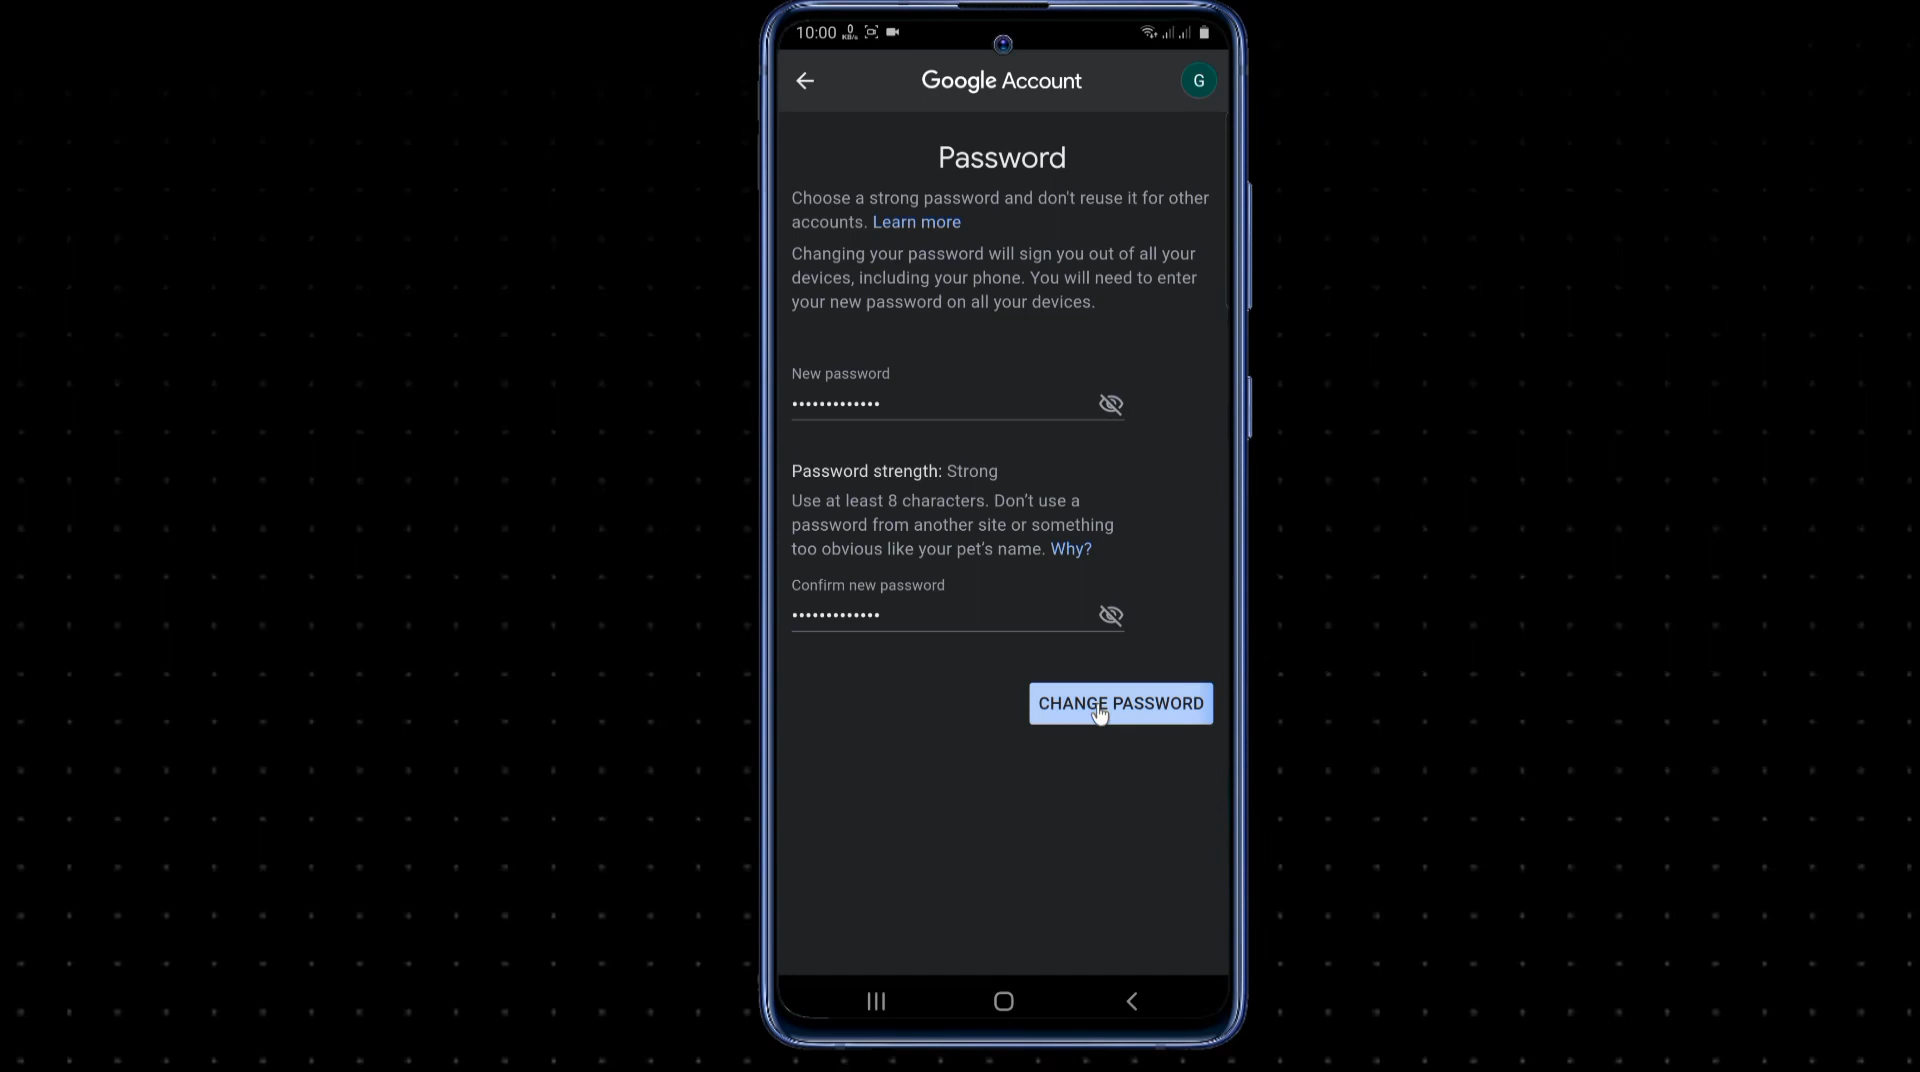 10:00 0 KB/s
Google Account G
Password
Choose a strong password and don't reuse it for other
accounts. Learn more
Changing your password will sign you out of all your
devices, including your phone. You will need to enter
your new password on all your devices.
New password
•••••••••••••
Password strength: Strong
Use at least 8 characters. Don’t use a
password from another site or something
too obvious like your pet’s name. Why?
Confirm new password
•••••••••••••
CHANGE PASSWORD